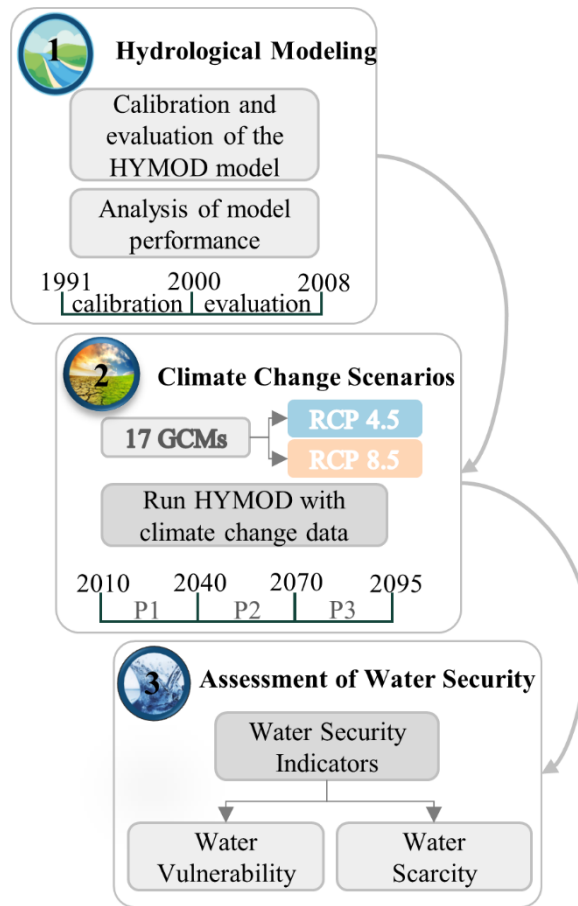 1 Hydrological Modeling
Calibration and
evaluation of the
HYMOD model
Analysis of model
performance
1991 2000 2008
calibration evaluation
2 Climate Change Scenarios
17 GCMs
RCP 4.5
RCP 8.5
Run HYMOD with
climate change data
2010 2040 2070 2095
P1 P2 P3
3 Assessment of Water Security
Water Security
Indicators
Water
Vulnerability
Water
Scarcity